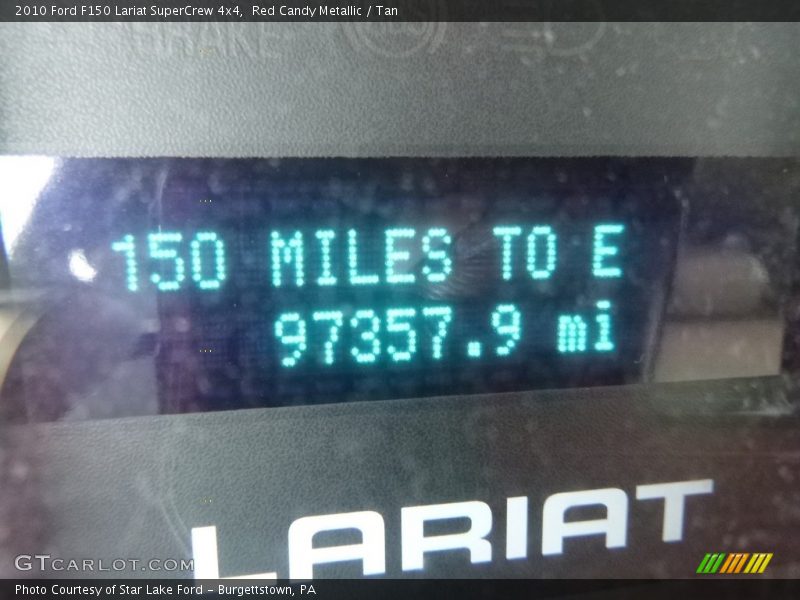 2010 Ford F150 Lariat SuperCrew 4x4, Red Candy Metallic / Tan
BRAKE
150 MILES TO E
97357.9 mi
LARIAT
GTCARLOT.COM
Photo Courtesy of Star Lake Ford - Burgettstown, PA